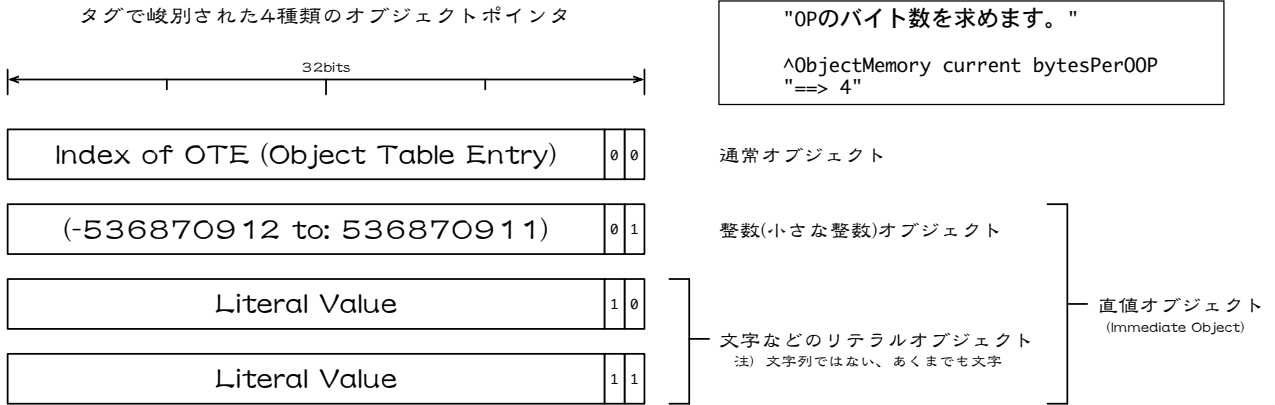 タグで峻別された4種類のオブジェクトポインタ
"OPのバイト数を求めます。"
^ObjectMemory current bytesPerOOP
"==> 4"
32bits
Index of OTE (Object Table Entry) 0 0 通常オブジェクト
(-536870912 to: 536870911) 0 1 整数(小さな整数)オブジェクト
Literal Value 1 0
直値オブジェクト
(Immediate Object)
文字などのリテラルオブジェクト
注) 文字列ではない、あくまでも文字
Literal Value 1 1